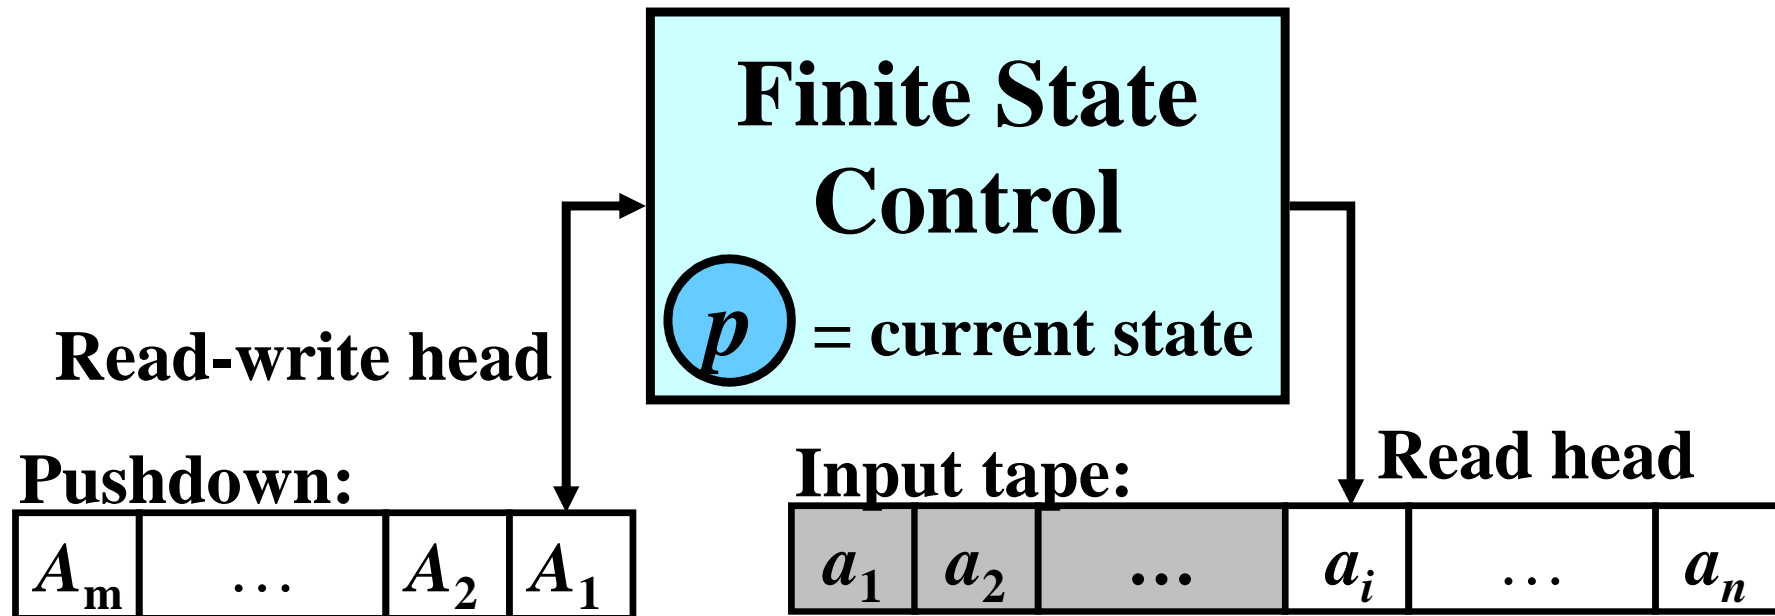 Finite State
Control
p = current state
Read-write head
Pushdown:
Input tape:
Read head
Aₘ … A₂ A₁
a₁ a₂ … aᵢ … aₙ